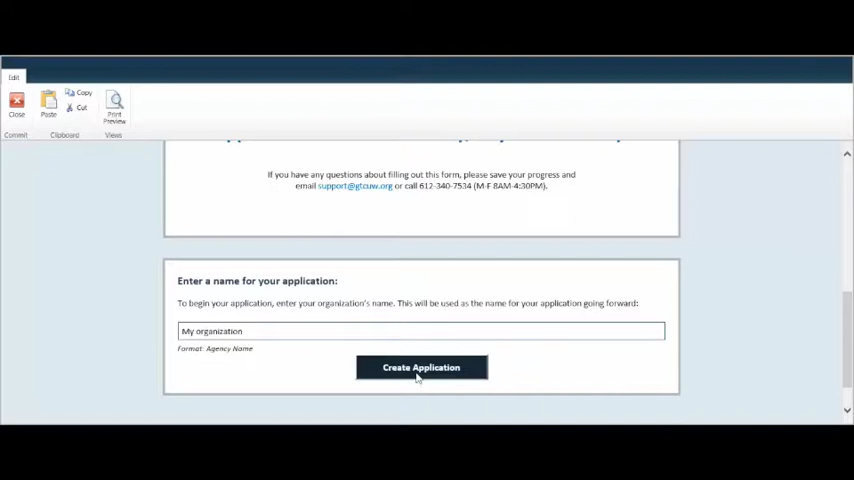 Edit
Close
Paste
Copy
Cut
Print
Preview
Commit
Clipboard
Views
If you have any questions about filling out this form, please save your progress and
email support@gtcuw.org or call 612-340-7534 (M-F 8AM-4:30PM).
Enter a name for your application:
To begin your application, enter your organization's name. This will be used as the name for your application going forward:
My organization
Format: Agency Name
Create Application